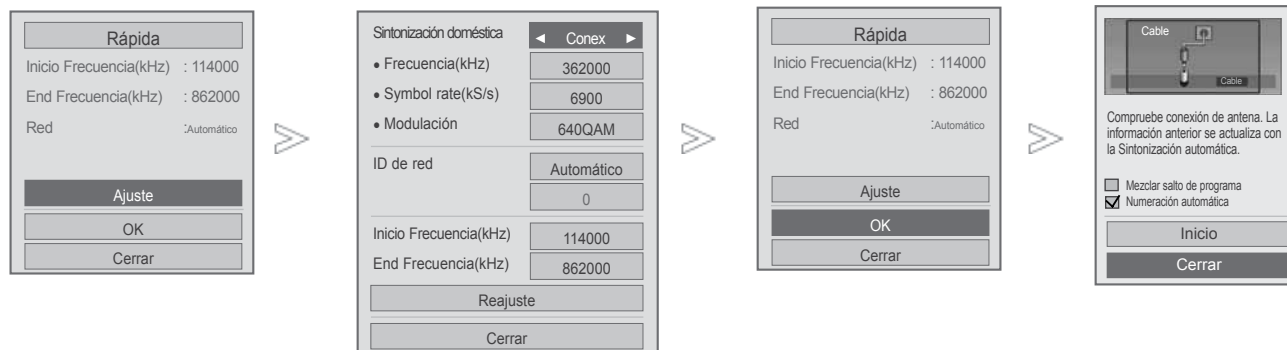 Rápida
Inicio Frecuencia(kHz) : 114000
End Frecuencia(kHz) : 862000
Red :Automático
Ajuste
OK
Cerrar
Sintonización doméstica ◄ Conex ►
• Frecuencia(kHz) 362000
• Symbol rate(kS/s) 6900
• Modulación 640QAM
ID de red Automático
0
Inicio Frecuencia(kHz) 114000
End Frecuencia(kHz) 862000
Reajuste
Cerrar
Rápida
Inicio Frecuencia(kHz) : 114000
End Frecuencia(kHz) : 862000
Red :Automático
Ajuste
OK
Cerrar
Cable
Cable
Compruebe conexión de antena. La
información anterior se actualiza con
la Sintonización automática.
Mezclar salto de programa
Numeración automática
Inicio
Cerrar